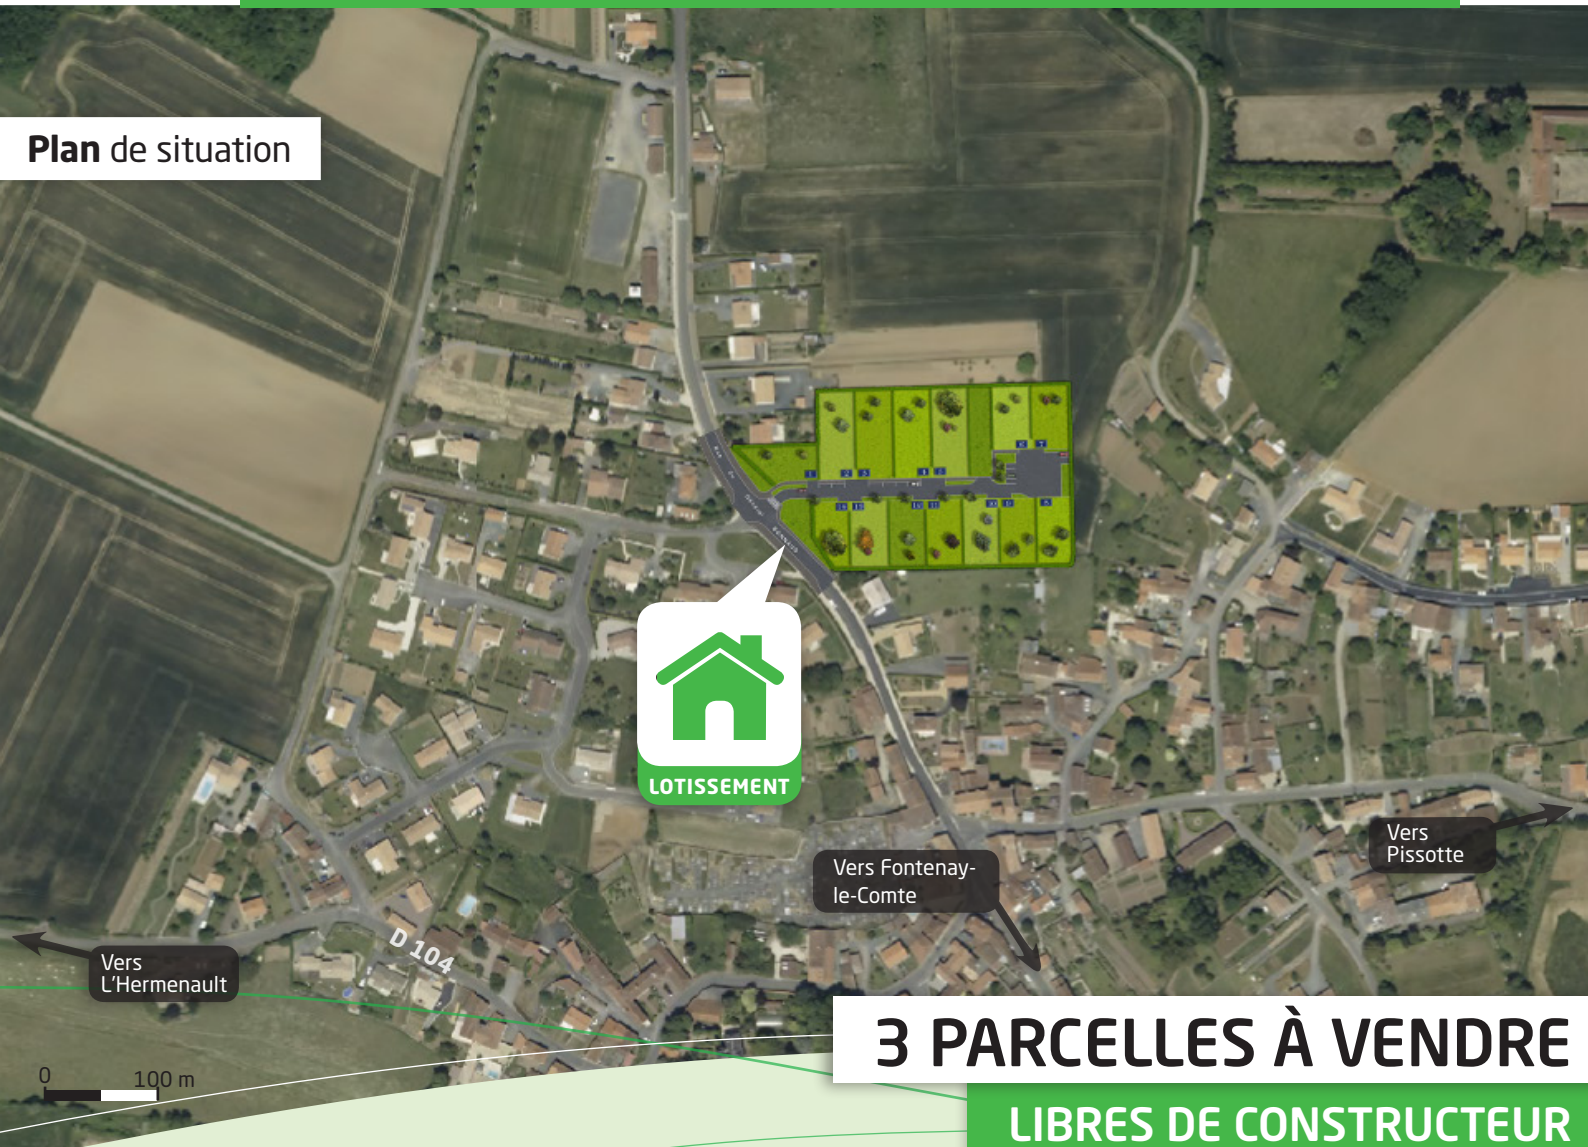 Plan de situation
LOTISSEMENT
Vers
Pissotte
Vers Fontenay-
le-Comte
D 104
Vers
L'Hermenault
0 100 m
3 PARCELLES À VENDRE
LIBRES DE CONSTRUCTEUR